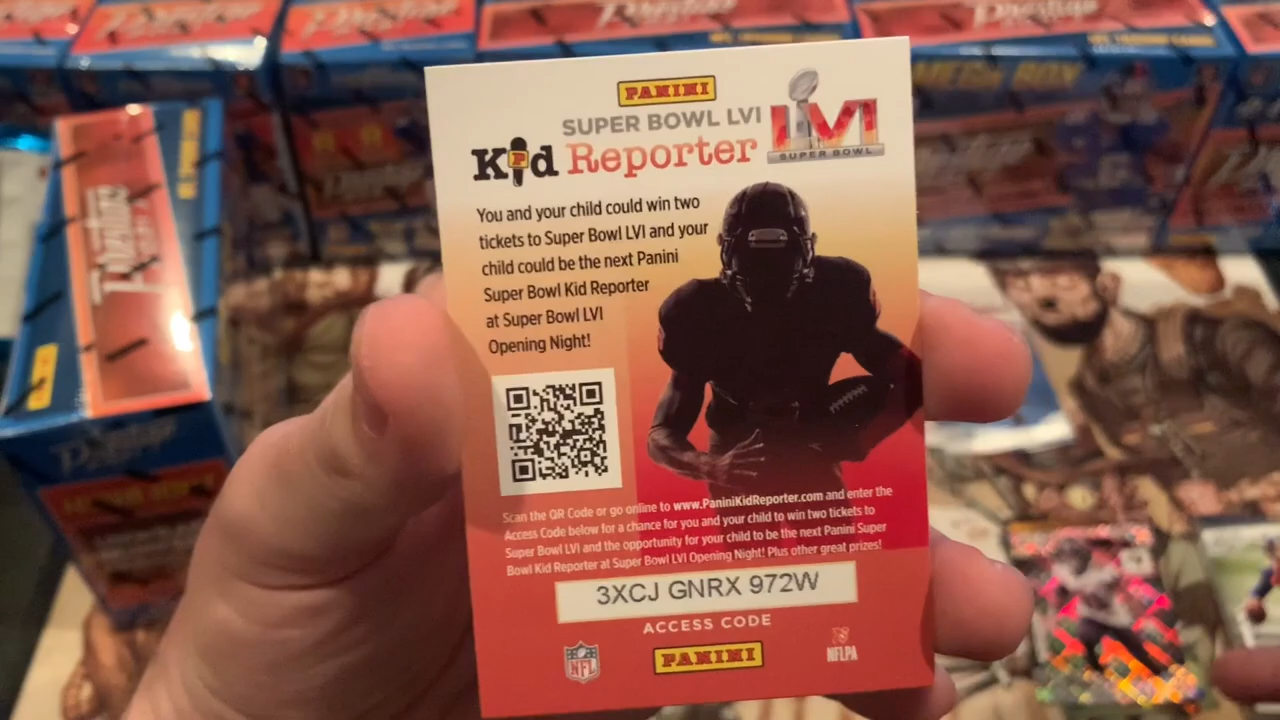 Prestige
Prestige
MEGA BOX
Prestige
PANINI
SUPER BOWL LVI
Kid Reporter
LVI
SUPER BOWL
You and your child could win two
tickets to Super Bowl LVI and your
child could be the next Panini
Super Bowl Kid Reporter
at Super Bowl LVI
Opening Night!
Scan the QR Code or go online to www.PaniniKidReporter.com and enter the
Access Code below for a chance for you and your child to win two tickets to
Super Bowl LVI and the opportunity for your child to be the next Panini Super
Bowl Kid Reporter at Super Bowl LVI Opening Night! Plus other great prizes!
3XCJ GNRX 972W
ACCESS CODE
NFL
PANINI
NFLPA